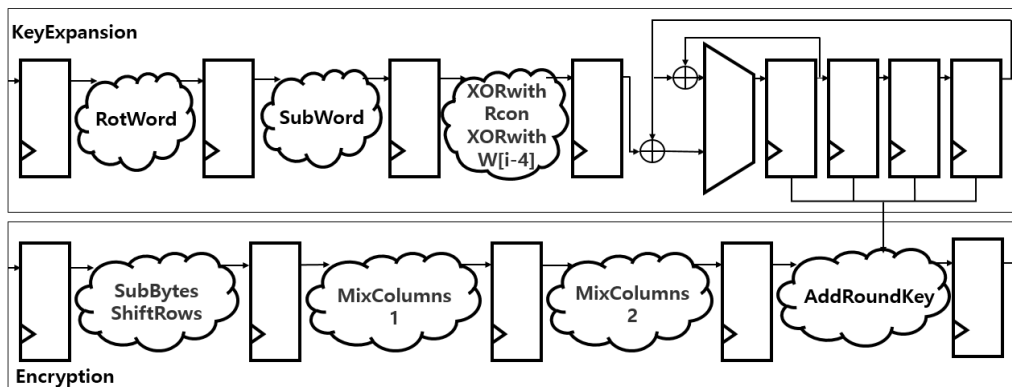 KeyExpansion
RotWord
SubWord
XORwith
Rcon
XORwith
W[i-4]
SubBytes
ShiftRows
MixColumns
1
MixColumns
2
AddRoundKey
Encryption